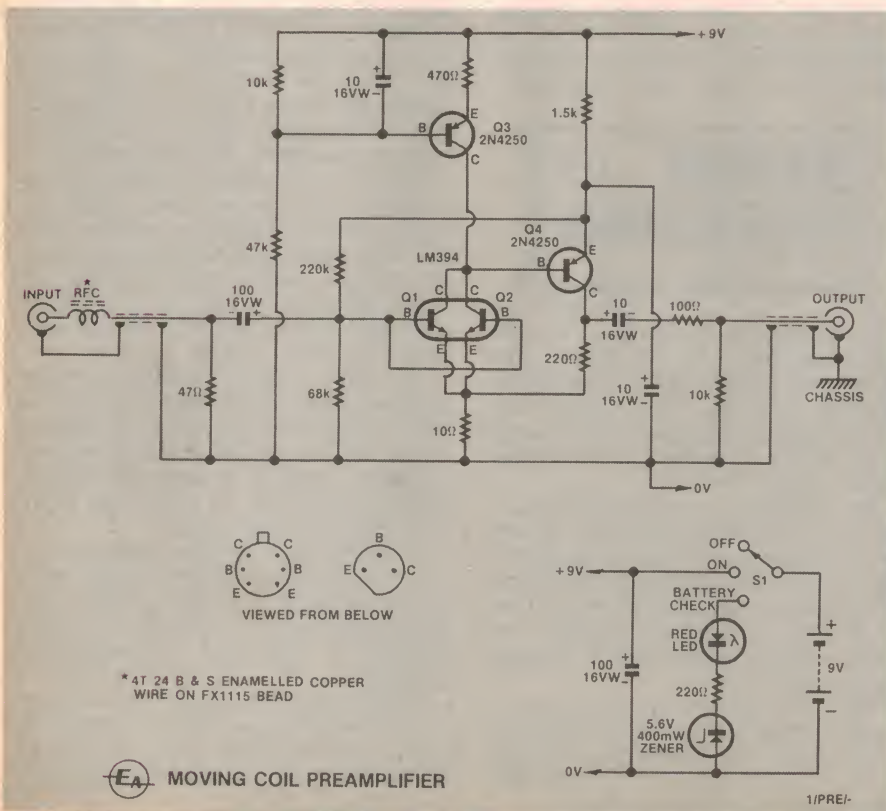 +9V
10k
+
10
16VW-
470Ω
E
B
Q3
2N4250
C
1.5k
47k
220k
LM394
Q4
2N4250
E
B
C
INPUT
*
RFC
100
16VW
-
+
C
C
Q1
Q2
B
B
E
E
+
10
-
16VW
100Ω
OUTPUT
CHASSIS
47Ω
68k
220Ω
10Ω
+
10
16VW-
10k
0V
C
C
B
B
E
E
B
E
C
VIEWED FROM BELOW
* 4T 24 B & S ENAMELLED COPPER
WIRE ON FX1115 BEAD
OFF
+9V
ON
S1
BATTERY
CHECK
RED
LED
λ
+
9V
-
+
100
16VW-
220Ω
5.6V
400mW
ZENER
0V
EA MOVING COIL PREAMPLIFIER
1/PRE/-